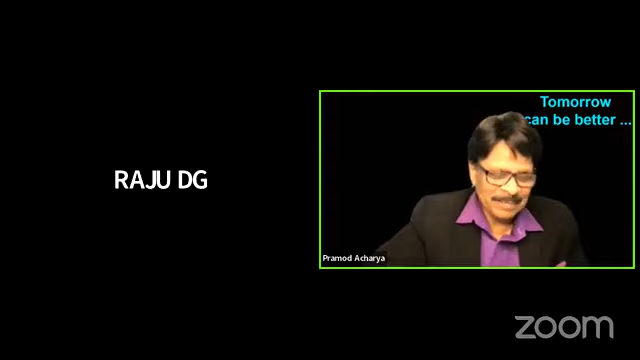 Tomorrow
can be better ...
RAJU DG
Pramod Acharya
zoom